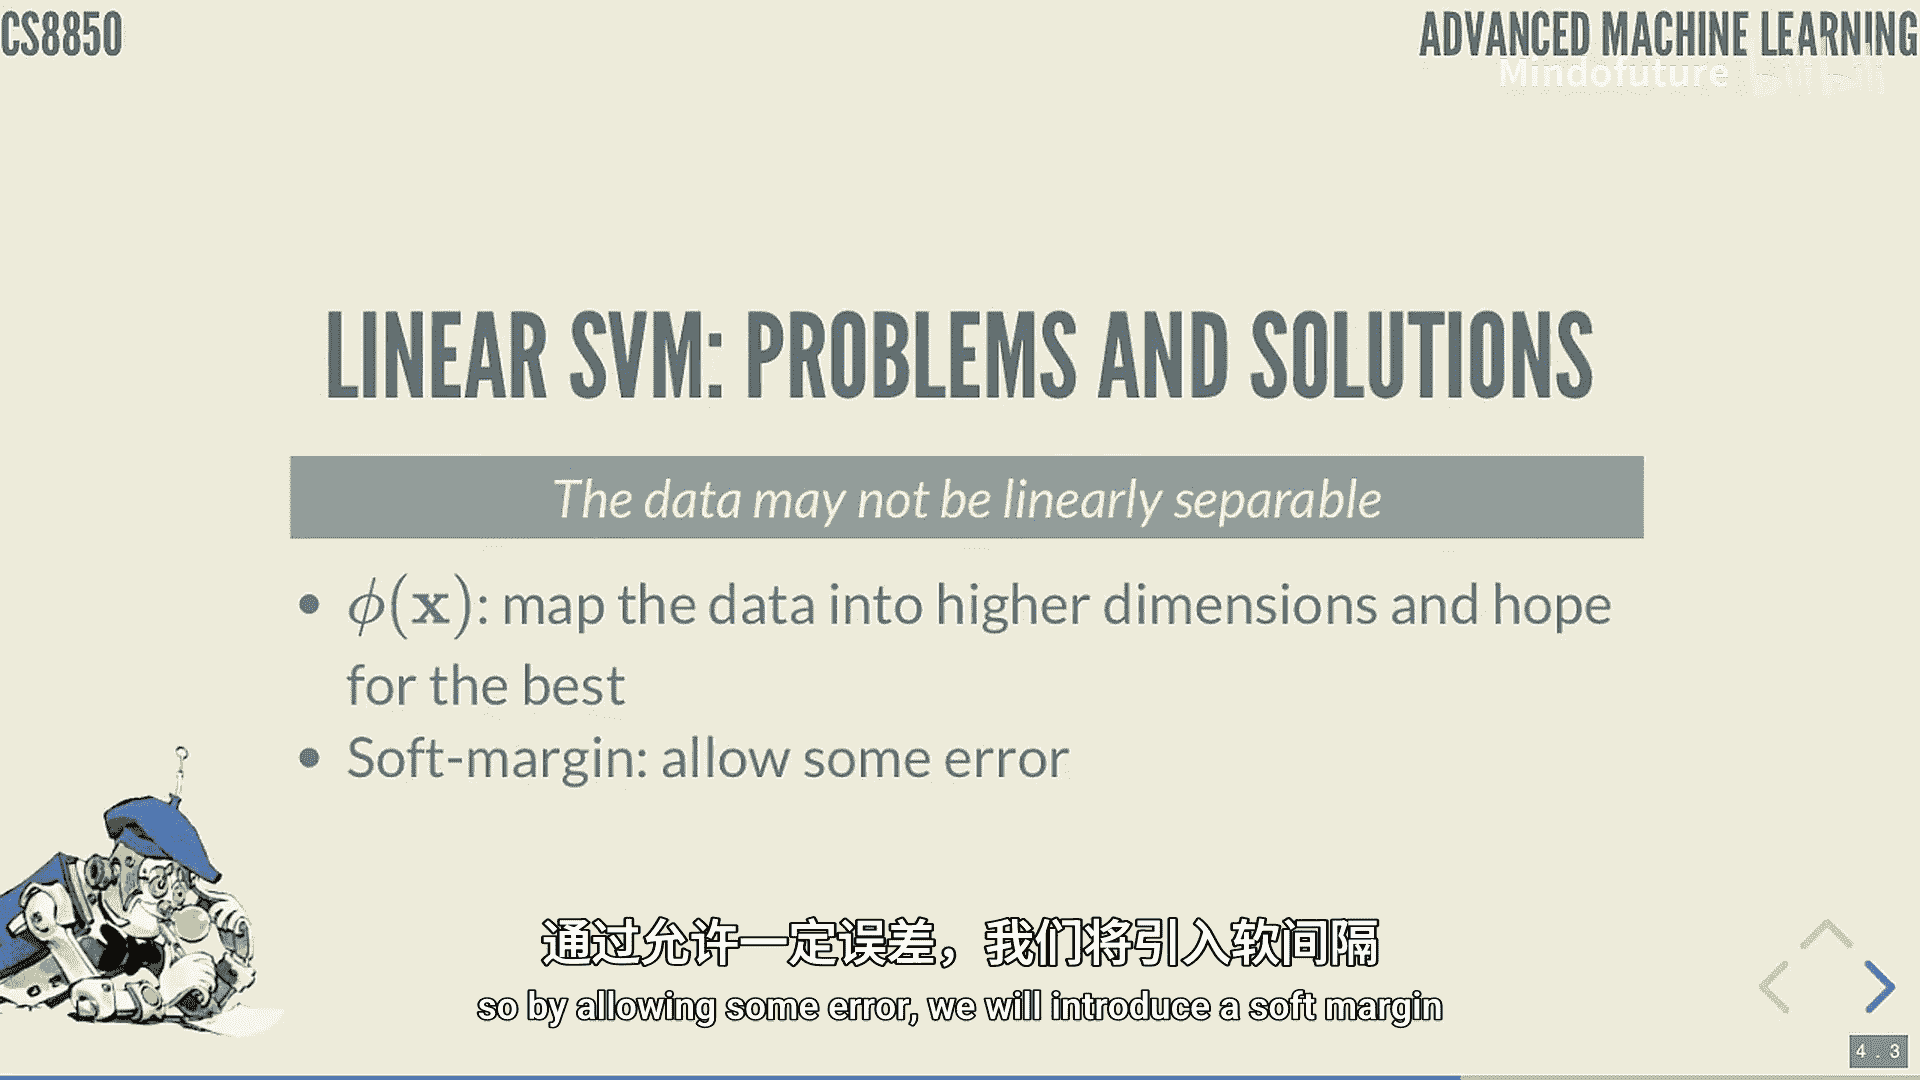 CS8850
ADVANCED MACHINE LEARNING
Mindofuture
LINEAR SVM: PROBLEMS AND SOLUTIONS
The data may not be linearly separable
• ϕ(x): map the data into higher dimensions and hope
for the best
• Soft-margin: allow some error
通过允许一定误差，我们将引入软间隔
so by allowing some error, we will introduce a soft margin
4 . 3